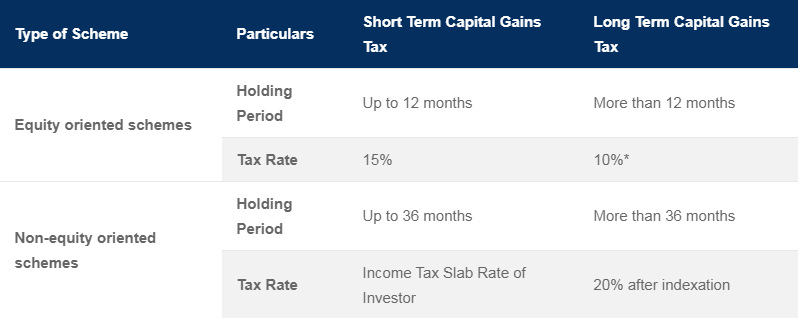 Type of Scheme
Particulars
Short Term Capital Gains
Tax
Long Term Capital Gains
Tax
Equity oriented schemes
Holding
Period
Up to 12 months
More than 12 months
Tax Rate
15%
10%*
Non-equity oriented
schemes
Holding
Period
Up to 36 months
More than 36 months
Tax Rate
Income Tax Slab Rate of
Investor
20% after indexation